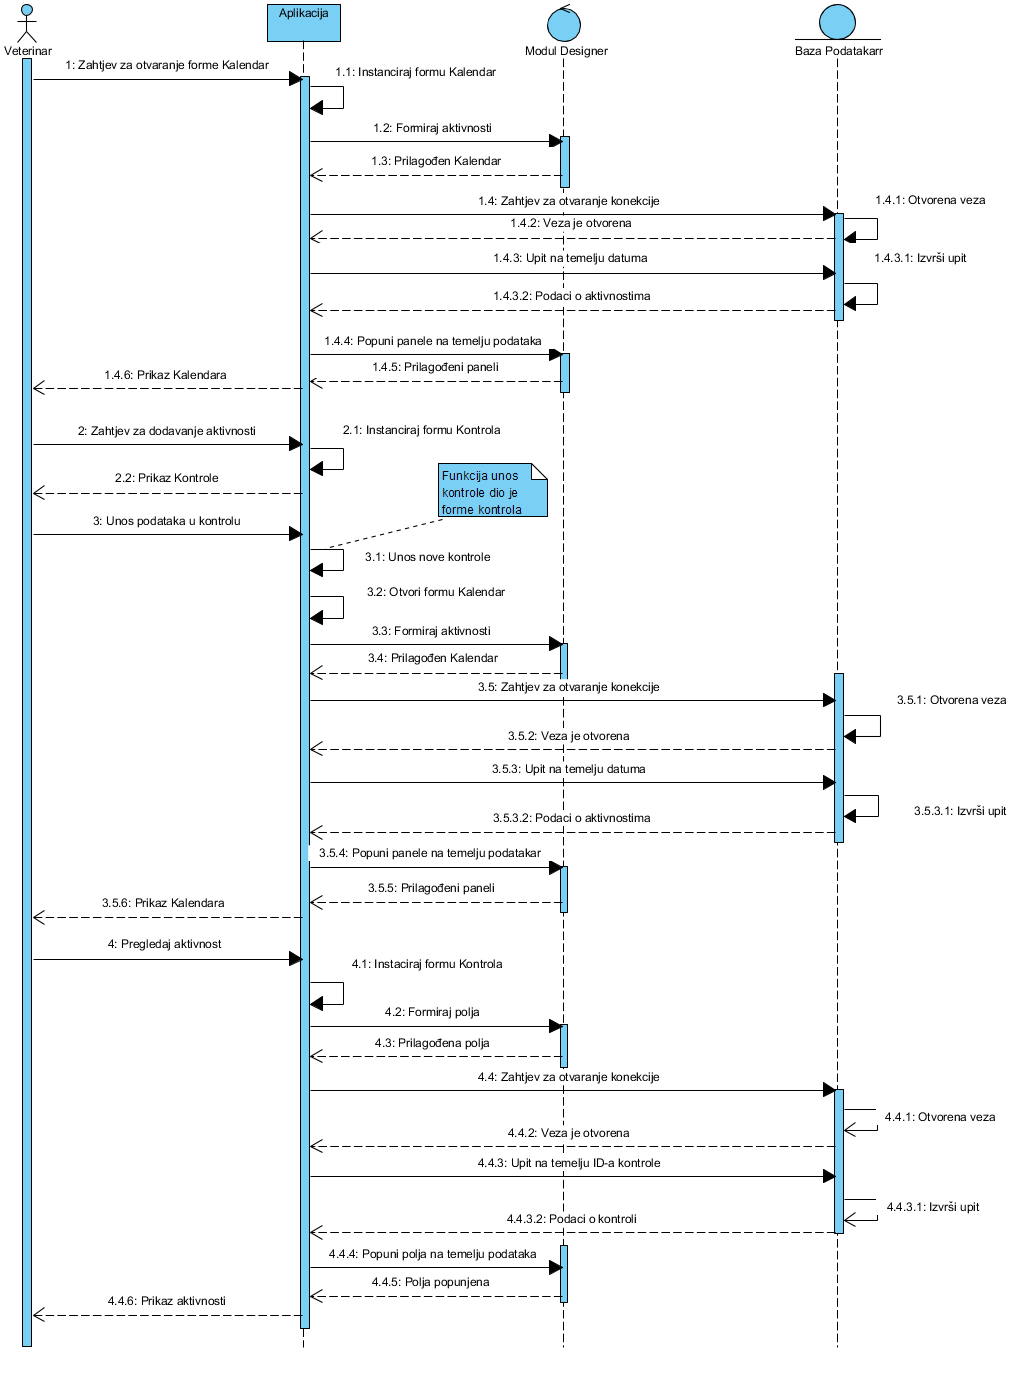 Veterinar
Aplikacija
Modul Designer
Baza Podatakarr
1: Zahtjev za otvaranje forme Kalendar
1.1: Instanciraj formu Kalendar
1.2: Formiraj aktivnosti
1.3: Prilagođen Kalendar
1.4: Zahtjev za otvaranje konekcije
1.4.1: Otvorena veza
1.4.2: Veza je otvorena
1.4.3: Upit na temelju datuma
1.4.3.1: Izvrši upit
1.4.3.2: Podaci o aktivnostima
1.4.4: Popuni panele na temelju podataka
1.4.5: Prilagođeni paneli
1.4.6: Prikaz Kalendara
2: Zahtjev za dodavanje aktivnosti
2.1: Instanciraj formu Kontrola
2.2: Prikaz Kontrole
Funkcija unos
kontrole dio je
forme kontrola
3: Unos podataka u kontrolu
3.1: Unos nove kontrole
3.2: Otvori formu Kalendar
3.3: Formiraj aktivnosti
3.4: Prilagođen Kalendar
3.5: Zahtjev za otvaranje konekcije
3.5.1: Otvorena veza
3.5.2: Veza je otvorena
3.5.3: Upit na temelju datuma
3.5.3.1: Izvrši upit
3.5.3.2: Podaci o aktivnostima
3.5.4: Popuni panele na temelju podatakar
3.5.5: Prilagođeni paneli
3.5.6: Prikaz Kalendara
4: Pregledaj aktivnost
4.1: Instaciraj formu Kontrola
4.2: Formiraj polja
4.3: Prilagođena polja
4.4: Zahtjev za otvaranje konekcije
4.4.1: Otvorena veza
4.4.2: Veza je otvorena
4.4.3: Upit na temelju ID-a kontrole
4.4.3.1: Izvrši upit
4.4.3.2: Podaci o kontroli
4.4.4: Popuni polja na temelju podataka
4.4.5: Polja popunjena
4.4.6: Prikaz aktivnosti